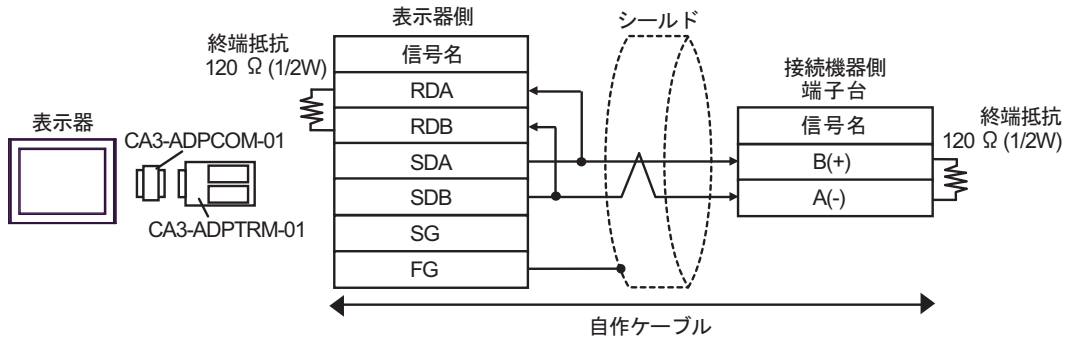 表示器側
シールド
終端抵抗
120 Ω (1/2W)
信号名
RDA
RDB
SDA
SDB
SG
FG
表示器
CA3-ADPCOM-01
CA3-ADPTRM-01
接続機器側
端子台
信号名
B(+)
A(-)
終端抵抗
120 Ω (1/2W)
自作ケーブル